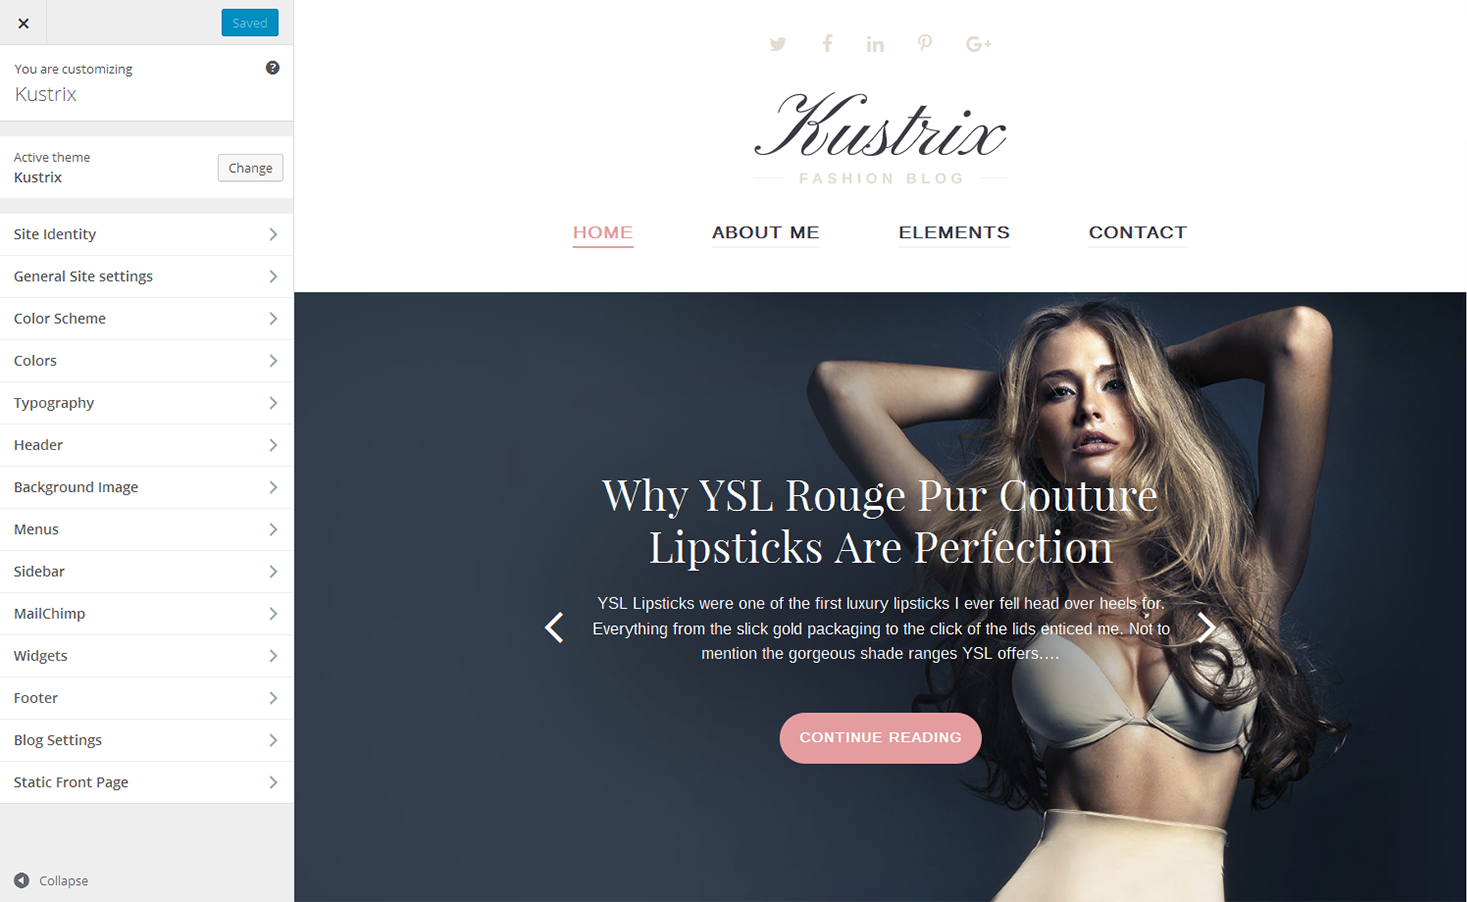 Saved
You are customizing
Kustrix
Active theme
Kustrix
Change
Site Identity
General Site settings
Color Scheme
Colors
Typography
Header
Background Image
Menus
Sidebar
MailChimp
Widgets
Footer
Blog Settings
Static Front Page
Collapse
Kustrix
FASHION BLOG
HOME
ABOUT ME
ELEMENTS
CONTACT
Why YSL Rouge Pur Couture
Lipsticks Are Perfection
YSL Lipsticks were one of the first luxury lipsticks I ever fell head over heels for.
Everything from the slick gold packaging to the click of the lids enticed me. Not to
mention the gorgeous shade ranges YSL offers....
CONTINUE READING